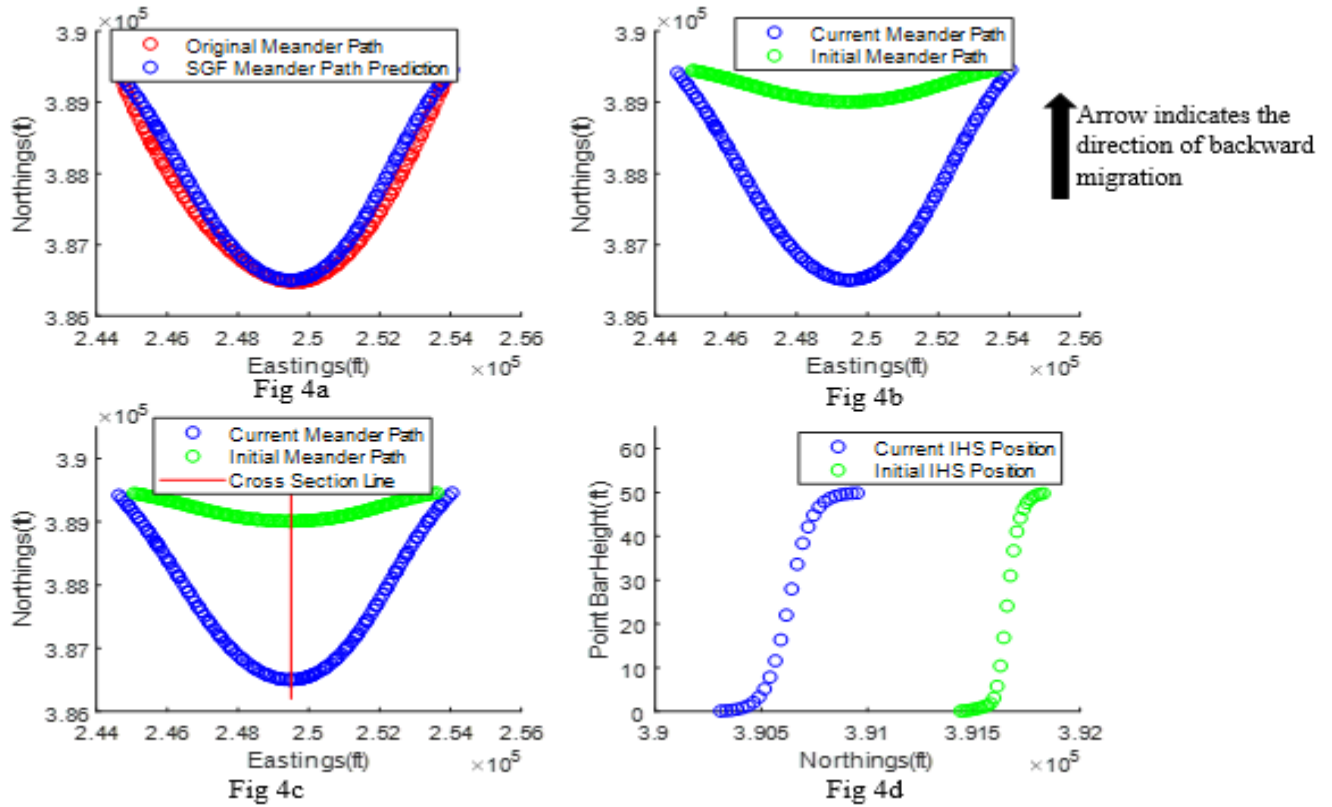 ×10⁵
3.9
3.89
3.88
3.87
3.86
Northings(ft)
Original Meander Path
SGF Meander Path Prediction
2.44 2.46 2.48 2.5 2.52 2.54 2.56
Eastings(ft) ×10⁵
Fig 4a
×10⁵
3.9
3.89
3.88
3.87
3.86
Northings(ft)
Current Meander Path
Initial Meander Path
2.44 2.46 2.48 2.5 2.52 2.54 2.56
Eastings(ft) ×10⁵
Fig 4b
Arrow indicates the
direction of backward
migration
×10⁵
3.9
3.89
3.88
3.87
3.86
Northings(ft)
Current Meander Path
Initial Meander Path
Cross Section Line
2.44 2.46 2.48 2.5 2.52 2.54 2.56
Eastings(ft) ×10⁵
Fig 4c
60
50
40
30
20
10
0
Point Bar Height(ft)
Current IHS Position
Initial IHS Position
3.9 3.905 3.91 3.915 3.92
Northings(ft) ×10⁵
Fig 4d